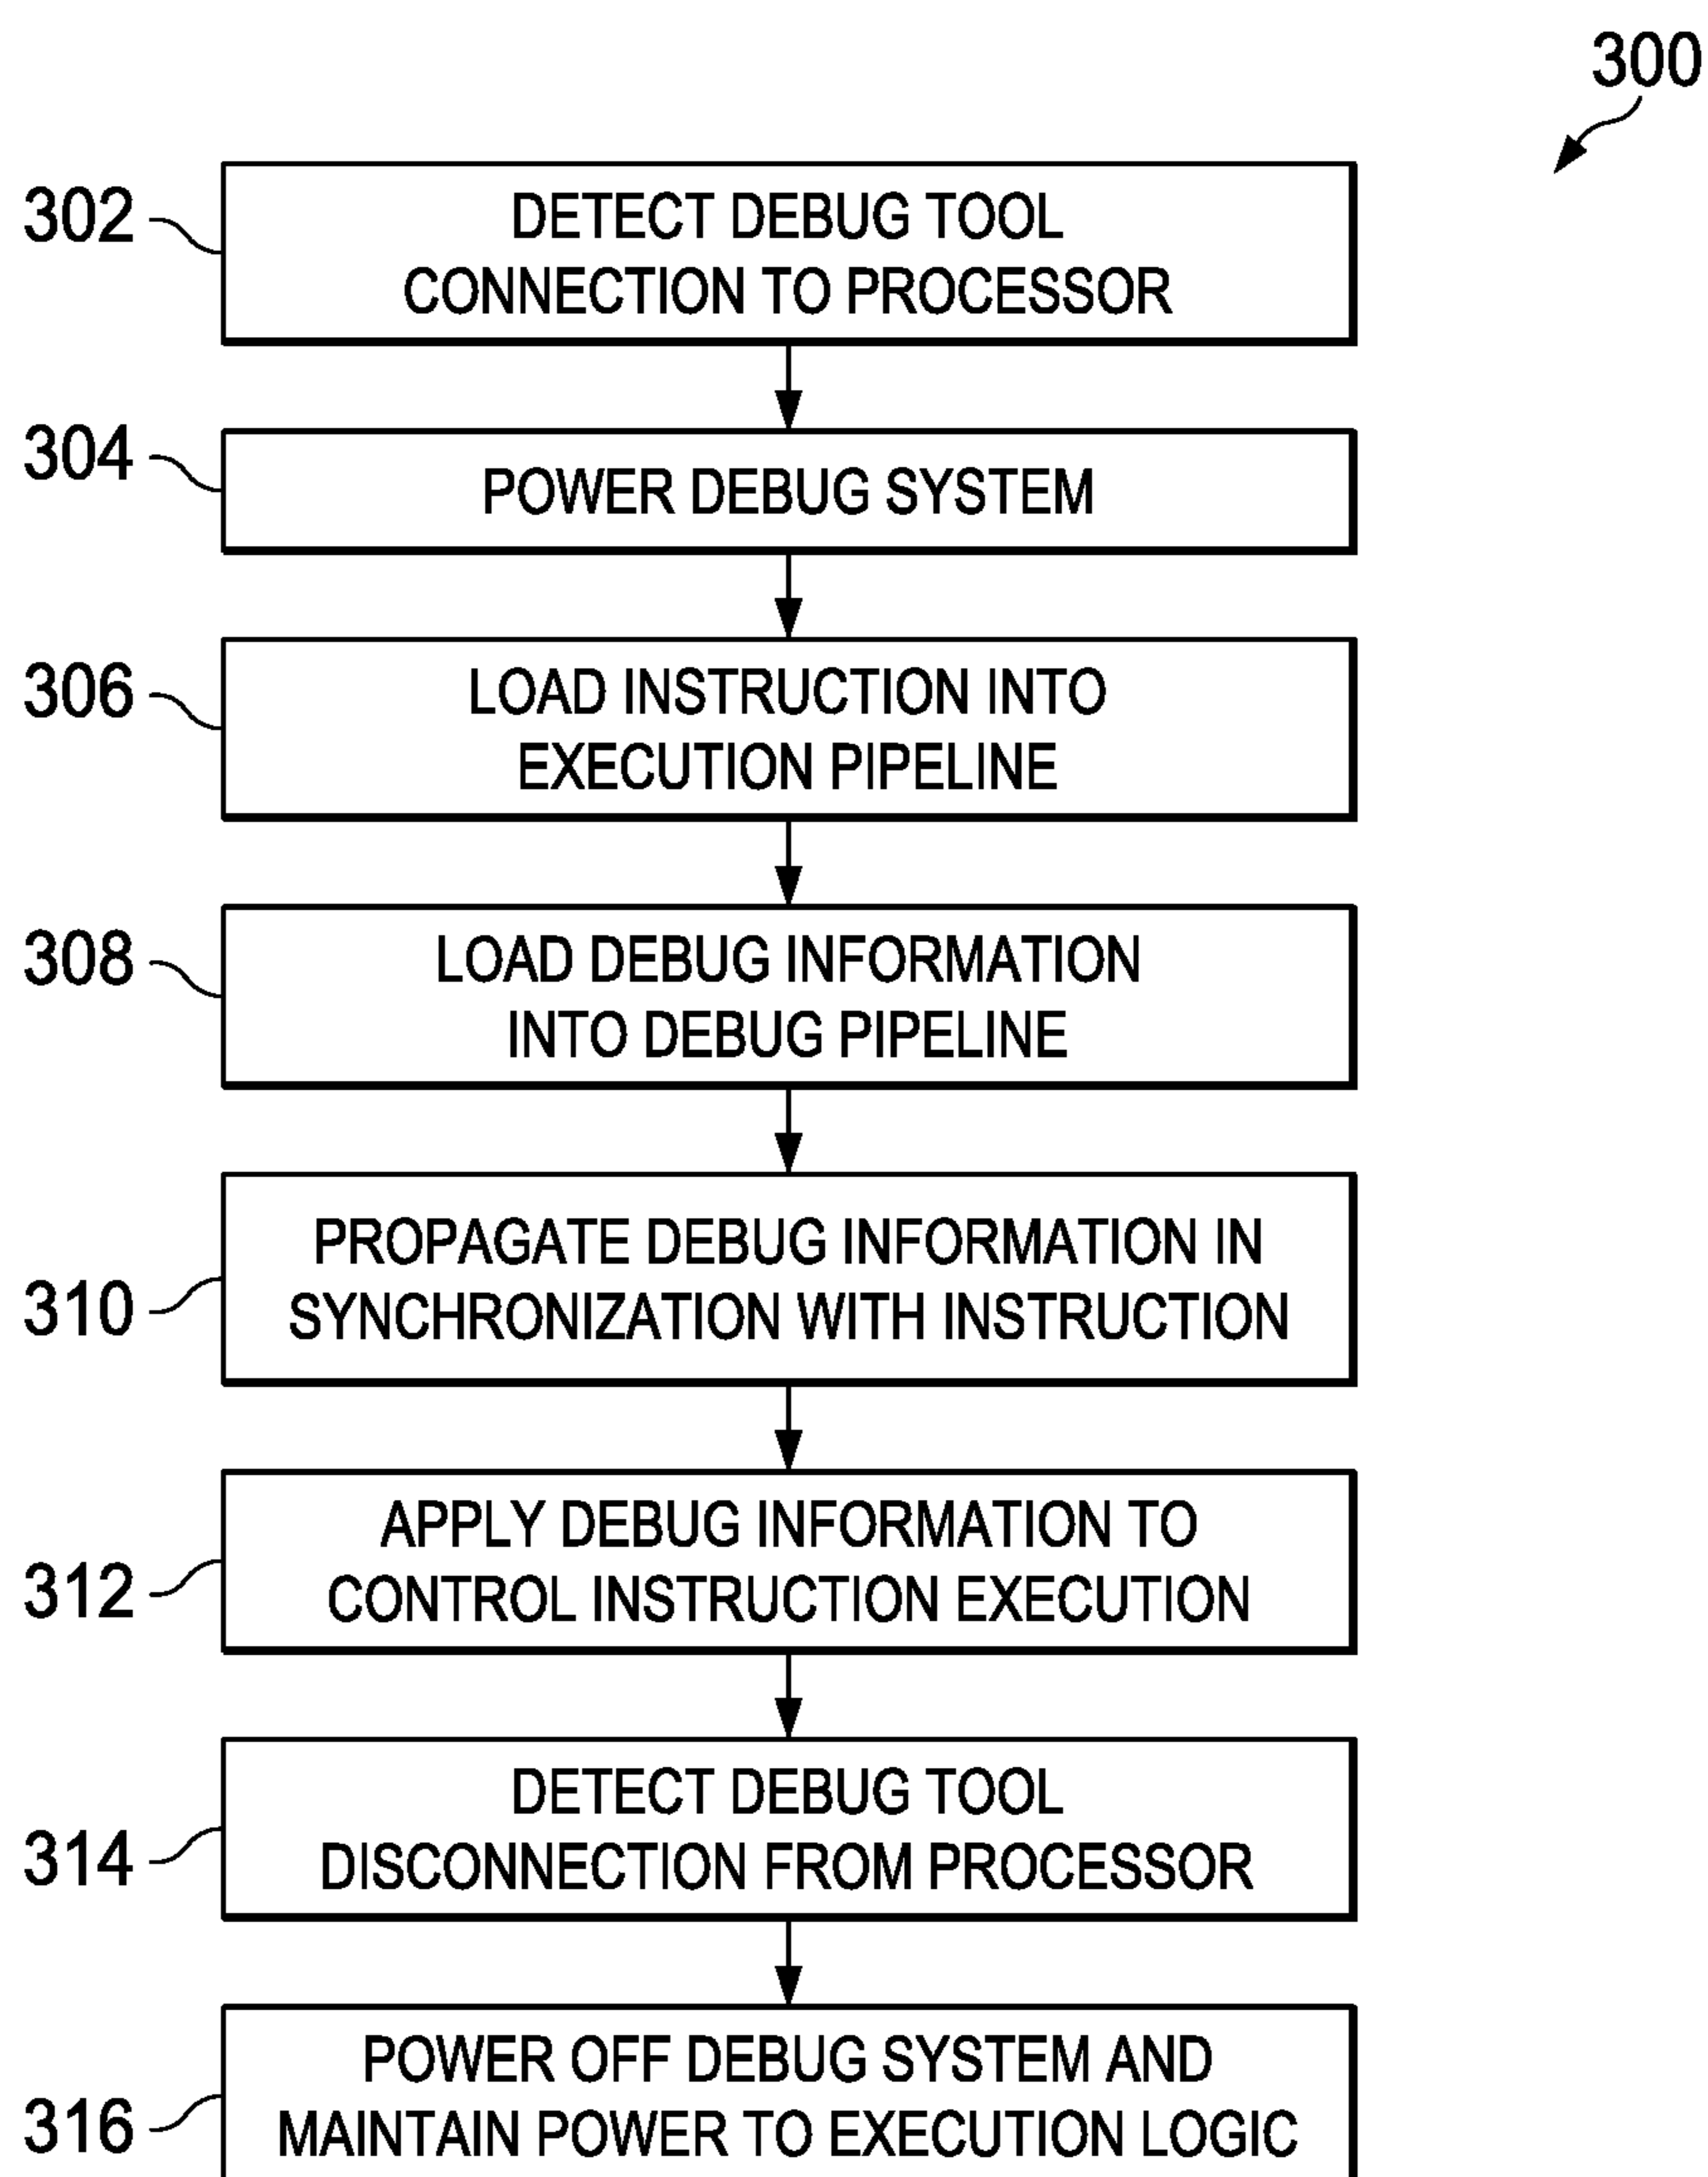 300
302
DETECT DEBUG TOOL
CONNECTION TO PROCESSOR
304
POWER DEBUG SYSTEM
306
LOAD INSTRUCTION INTO
EXECUTION PIPELINE
308
LOAD DEBUG INFORMATION
INTO DEBUG PIPELINE
310
PROPAGATE DEBUG INFORMATION IN
SYNCHRONIZATION WITH INSTRUCTION
312
APPLY DEBUG INFORMATION TO
CONTROL INSTRUCTION EXECUTION
314
DETECT DEBUG TOOL
DISCONNECTION FROM PROCESSOR
316
POWER OFF DEBUG SYSTEM AND
MAINTAIN POWER TO EXECUTION LOGIC